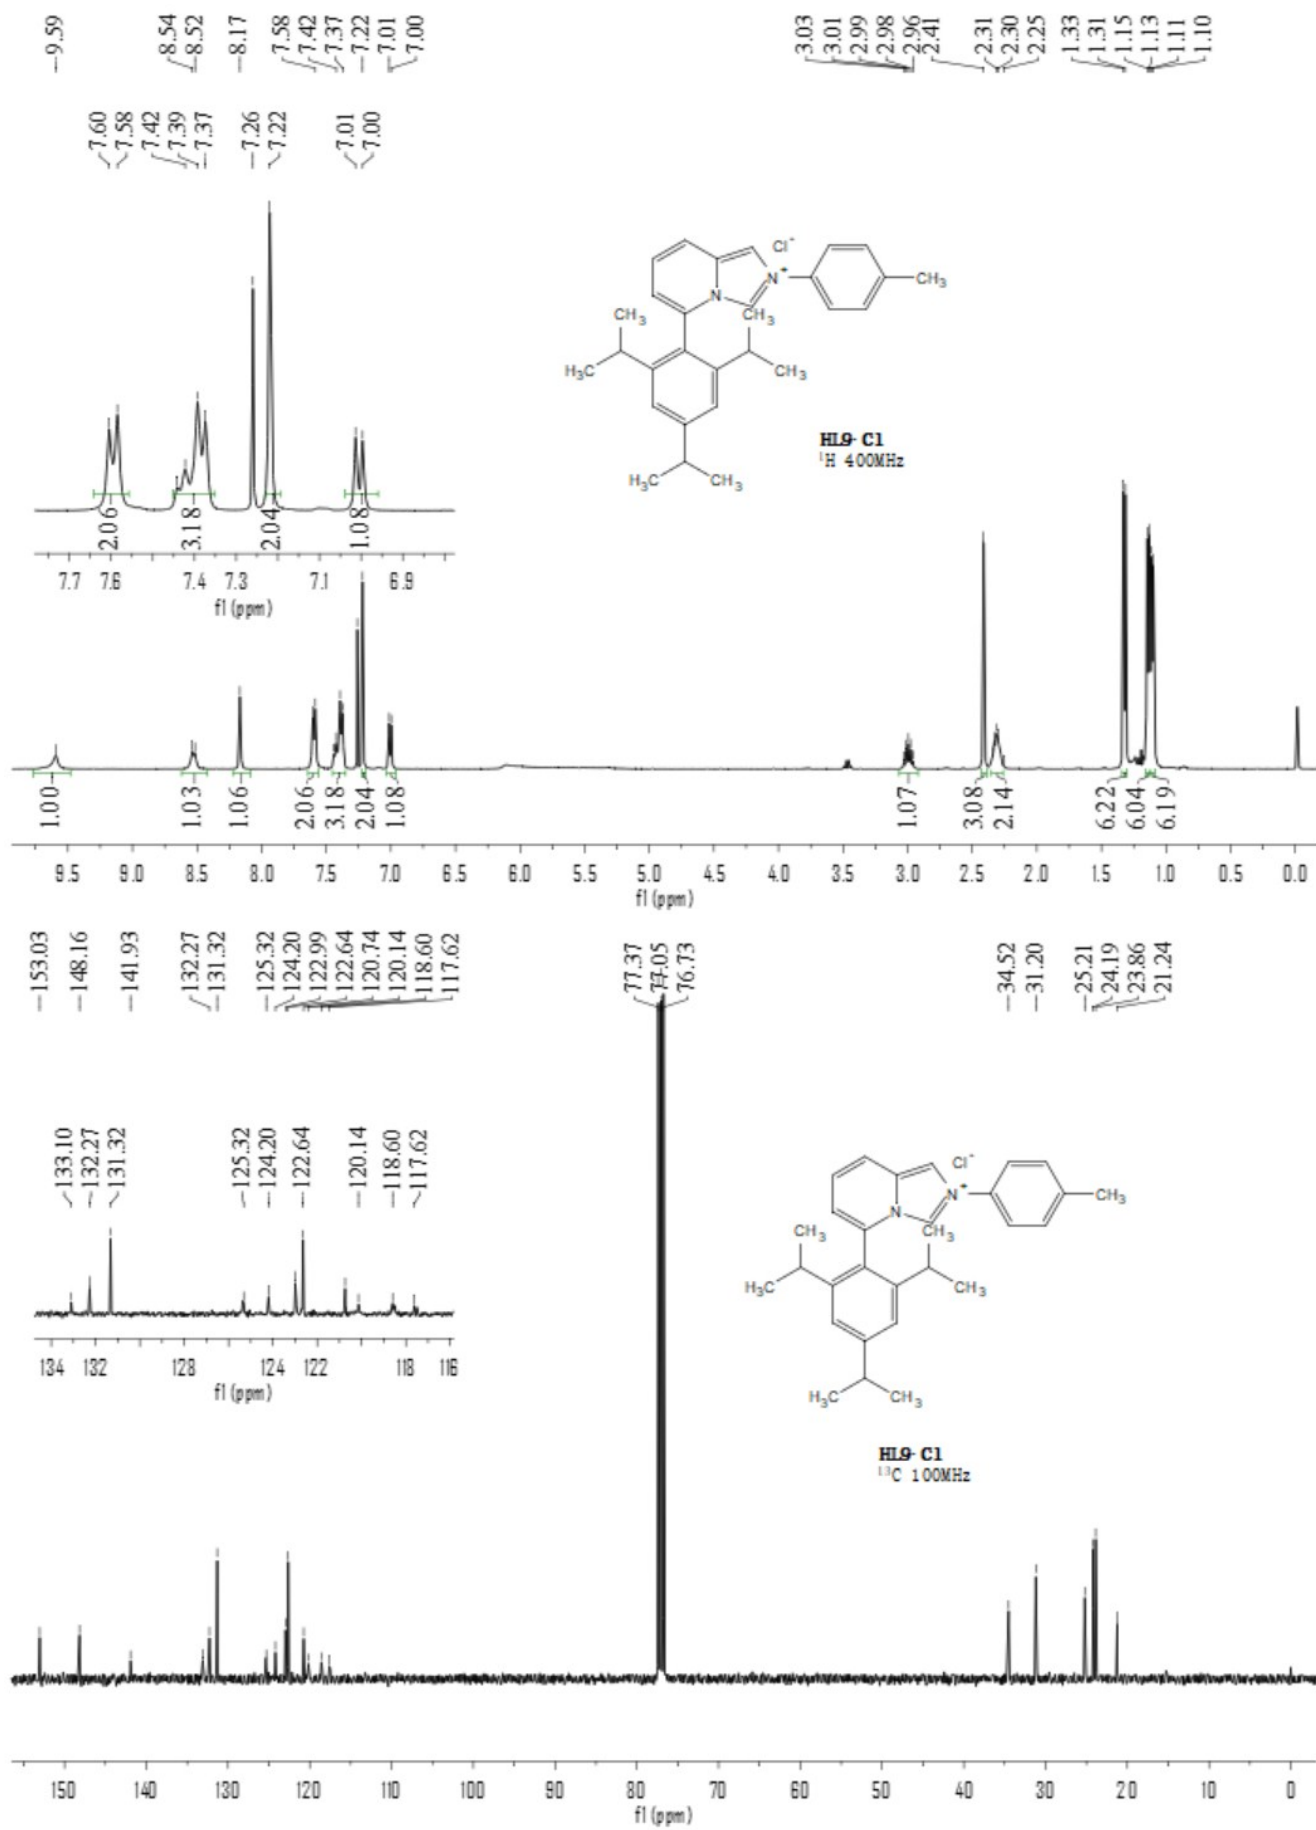 9.59 8.54 8.52 8.17 7.58 7.42 7.37 7.22 7.01 7.00 3.03 3.01 2.99 2.98 2.96 2.41 2.31 2.30 2.25 1.33 1.31 1.15 1.13 1.11 1.10
7.60 7.58 7.42 7.39 7.37 7.26 7.22 7.01 7.00
Cl⁻
N⁺
N
CH₃
CH₃
CH₃
H₃C
CH₃
H₃C
CH₃
HL9·Cl
¹H 400MHz
2.06 3.18 2.04 1.08
7.7 7.6 7.4 7.3 7.1 6.9
f1 (ppm)
1.00 1.03 1.06 2.06 3.18 2.04 1.08 1.07 3.08 2.14 6.22 6.04 6.19
9.5 9.0 8.5 8.0 7.5 7.0 6.5 6.0 5.5 5.0 4.5 4.0 3.5 3.0 2.5 2.0 1.5 1.0 0.5 0.0
f1 (ppm)
153.03 148.16 141.93 132.27 131.32 125.32 124.20 122.99 122.64 120.74 120.14 118.60 117.62 77.37 77.05 76.73 34.52 31.20 25.21 24.19 23.86 21.24
133.10 132.27 131.32 125.32 124.20 122.64 120.14 118.60 117.62
Cl⁻
N⁺
N
CH₃
CH₃
CH₃
H₃C
CH₃
H₃C
CH₃
134 132 128 124 122 118 116
f1 (ppm)
HL9·Cl
¹³C 100MHz
150 140 130 120 110 100 90 80 70 60 50 40 30 20 10 0
f1 (ppm)